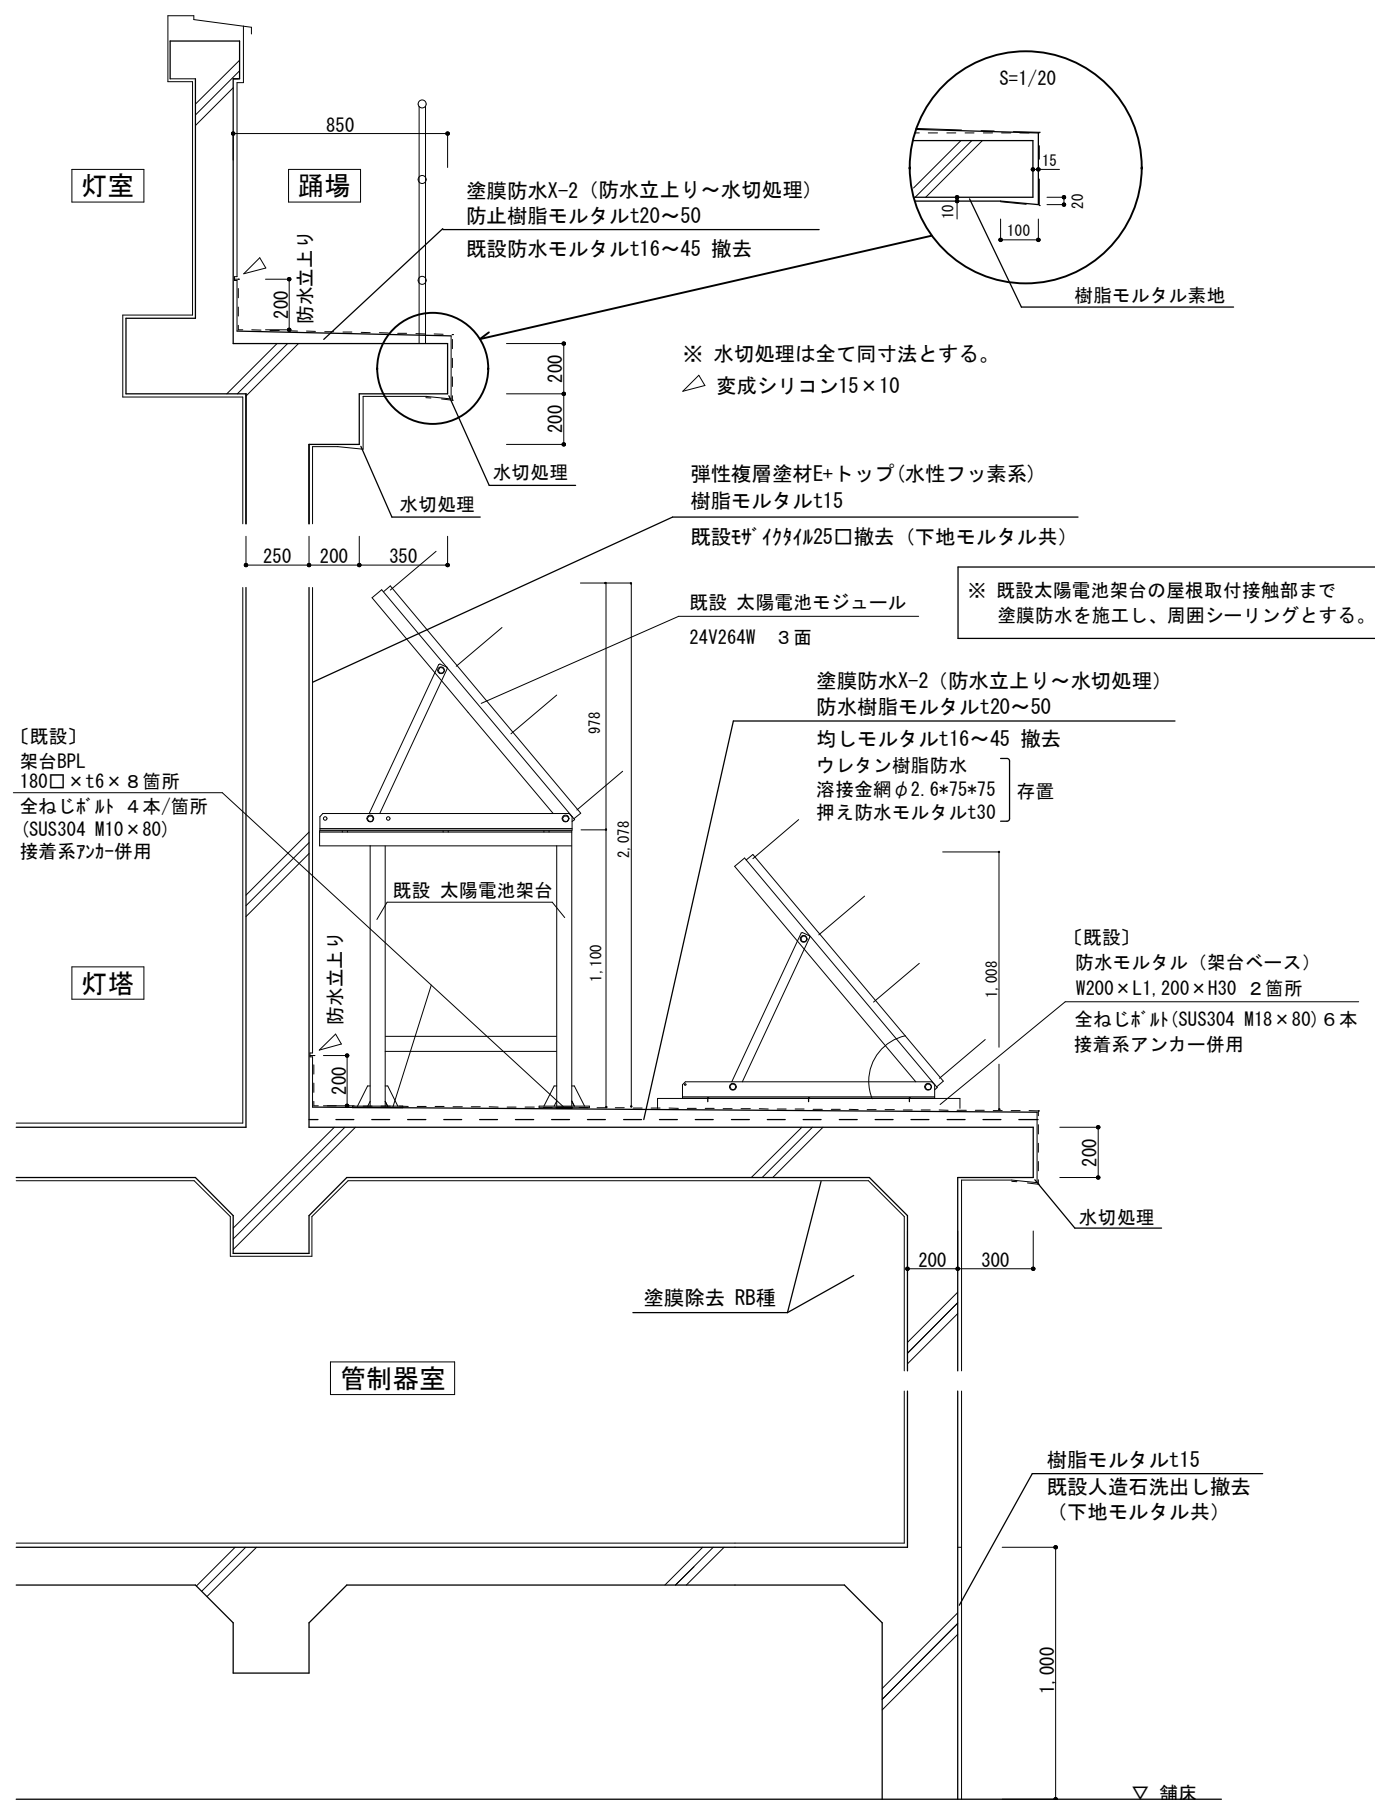 S=1/20
850
灯室
踊場
塗膜防水X-2（防水立上り～水切処理）
防止樹脂モルタルt20～50
既設防水モルタルt16～45 撤去
15
10
20
100
樹脂モルタル素地
防水立上り
200
※ 水切処理は全て同寸法とする。
変成シリコン15×10
200
200
水切処理
水切処理
弾性複層塗材E+トップ(水性フッ素系)
樹脂モルタルt15
既設ﾓｻﾞｲｸﾀｲﾙ25□撤去（下地モルタル共）
250
200
350
※ 既設太陽電池架台の屋根取付接触部まで
塗膜防水を施工し、周囲シーリングとする。
既設 太陽電池モジュール
24V264W ３面
塗膜防水X-2（防水立上り～水切処理）
防水樹脂モルタルt20～50
均しモルタルt16～45 撤去
ウレタン樹脂防水
溶接金網φ2.6*75*75
押え防水モルタルt30
存置
〔既設〕
架台BPL
180□×t6×８箇所
全ねじﾎﾞﾙﾄ ４本/箇所
(SUS304 M10×80)
接着系ｱﾝｶｰ併用
978
2,078
1,100
既設 太陽電池架台
1,008
〔既設〕
防水モルタル（架台ベース）
W200×L1,200×H30 ２箇所
全ねじﾎﾞﾙﾄ(SUS304 M18×80)６本
接着系アンカー併用
灯塔
防水立上り
200
200
水切処理
200
300
塗膜除去 RB種
管制器室
樹脂モルタルt15
既設人造石洗出し撤去
（下地モルタル共）
1,000
▽ 舗床